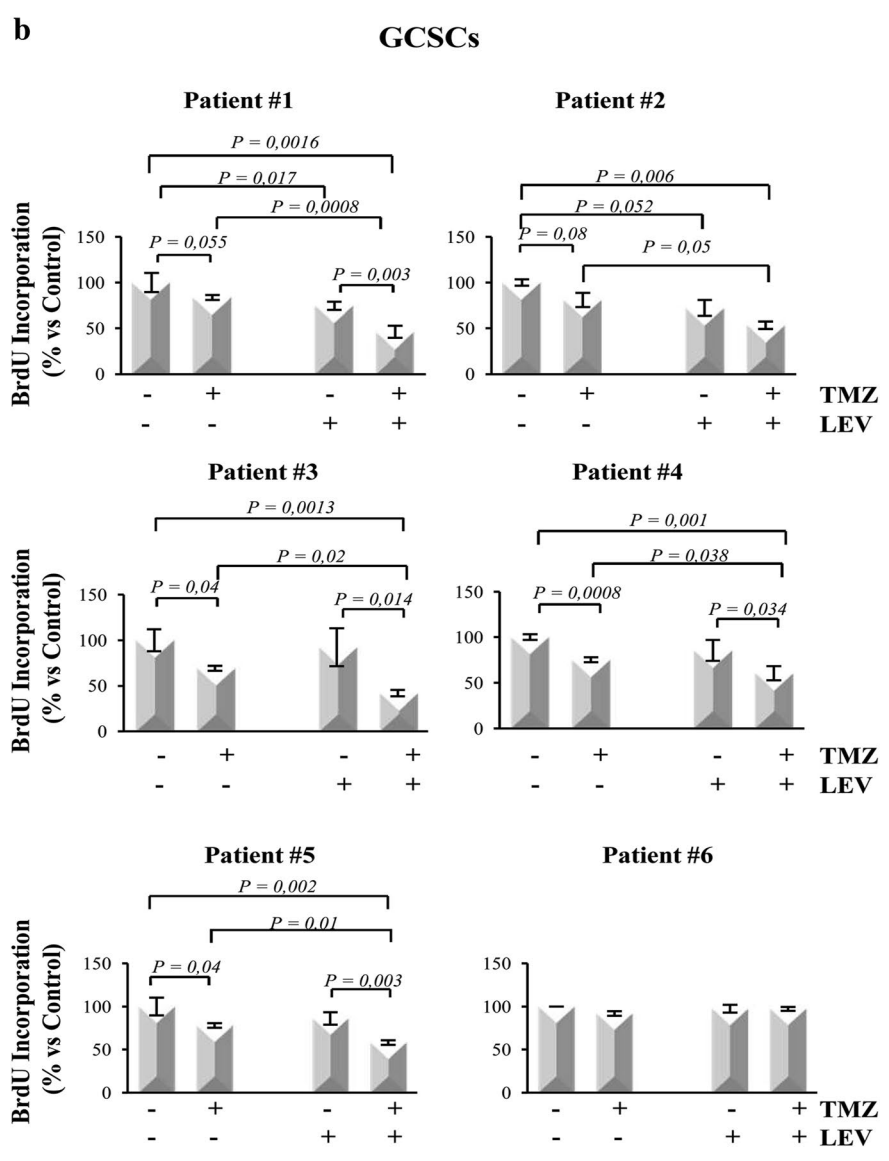 b
GCSCs
Patient #1
Patient #2
P = 0,0016
P = 0,017
P = 0,0008
P = 0,055
P = 0,003
P = 0,006
P = 0,052
P = 0,08
P = 0,05
BrdU Incorporation
(% vs Control)
150
100
50
0
150
100
50
0
- + - + - + - + TMZ
- - + + - - + + LEV
Patient #3
Patient #4
P = 0,0013
P = 0,02
P = 0,04
P = 0,014
P = 0,001
P = 0,038
P = 0,0008
P = 0,034
BrdU Incorporation
(% vs Control)
150
100
50
0
150
100
50
0
- + - + - + - + TMZ
- - + + - - + + LEV
Patient #5
Patient #6
P = 0,002
P = 0.01
P = 0,04
P = 0,003
BrdU Incorporation
(% vs Control)
150
100
50
0
150
100
50
0
- + - + - + - + TMZ
- - + + - - + + LEV